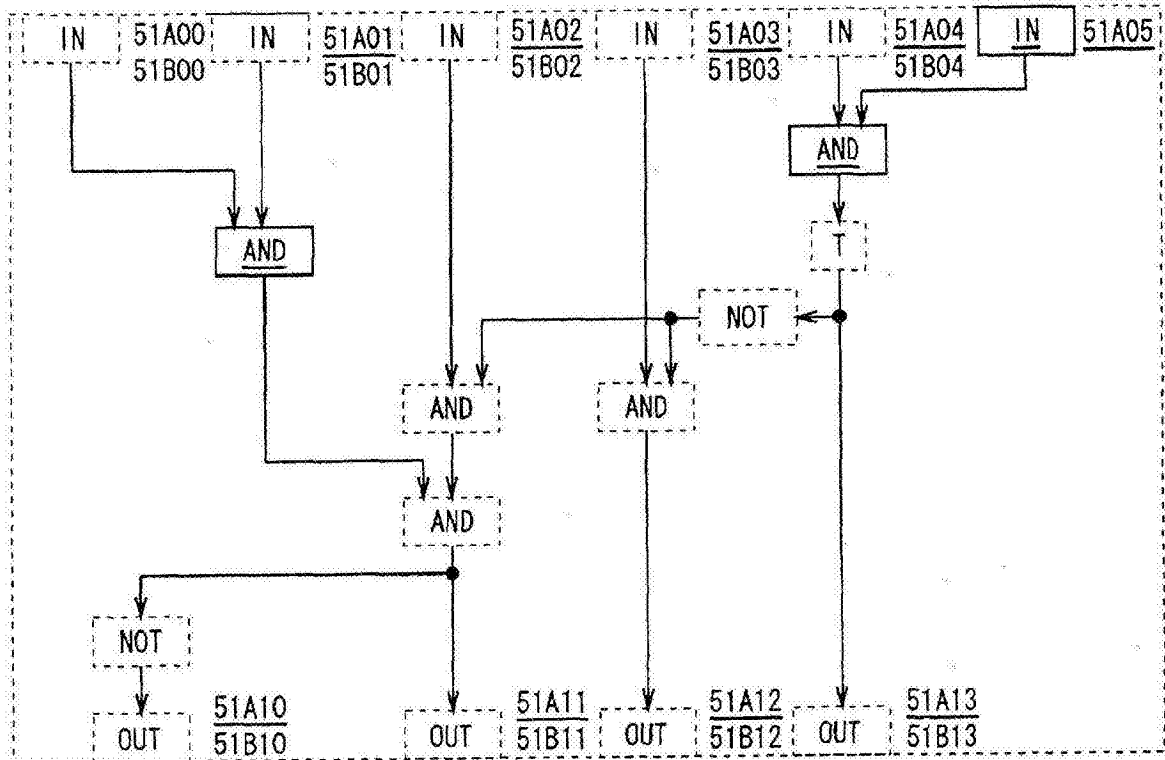 IN 51A00 IN 51A01 IN 51A02 IN 51A03 IN 51A04 IN 51A05
51B00 51B01 51B02 51B03 51B04
AND
AND
T
NOT
AND AND
AND
NOT
51A10 51A11 51A12 51A13
OUT 51B10 OUT 51B11 OUT 51B12 OUT 51B13